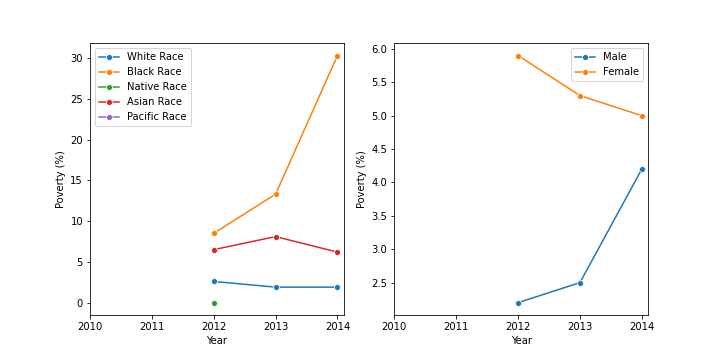 White Race
Black Race
Native Race
Asian Race
Pacific Race
30
25
20
15
10
5
0
Poverty (%)
2010 2011 2012 2013 2014
Year
Male
Female
6.0
5.5
5.0
4.5
4.0
3.5
3.0
2.5
Poverty (%)
2010 2011 2012 2013 2014
Year